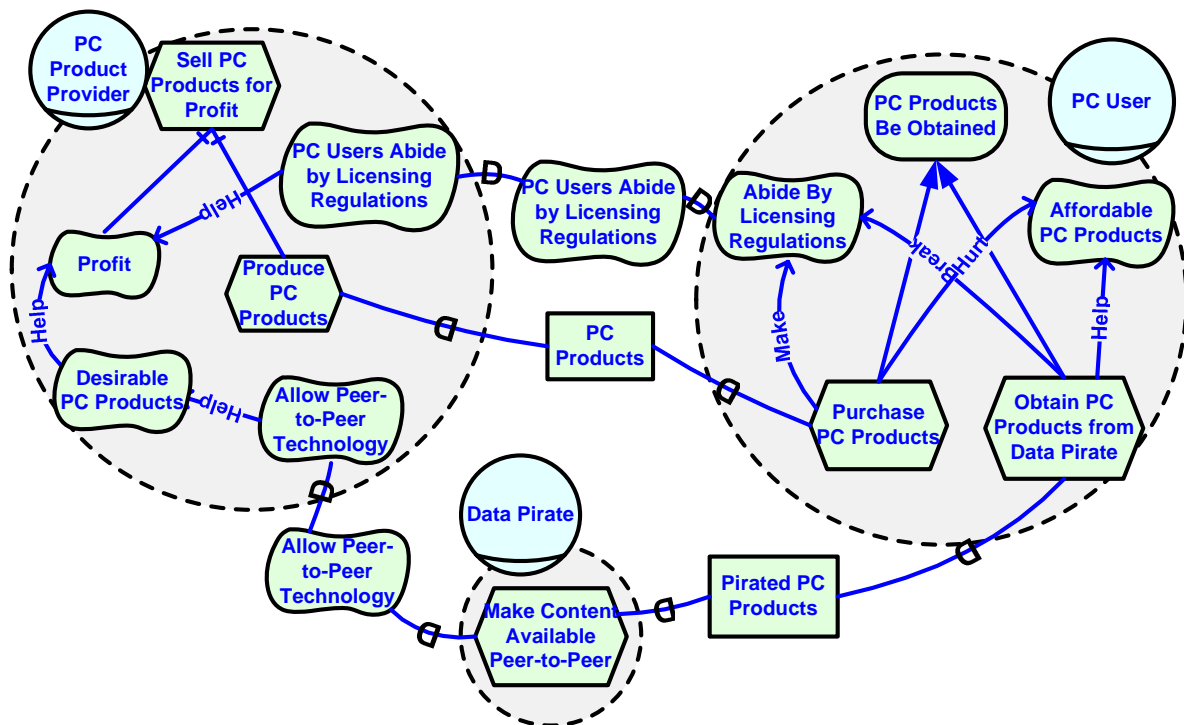 PC
Product
Provider
Sell PC
Products for
Profit
PC Users Abide
by Licensing
Regulations
Help
Profit
Produce
PC
Products
Help
Desirable
PC Products
Help
Allow Peer-
to-Peer
Technology
D
PC Users Abide
by Licensing
Regulations
D
D
PC
Products
D
D
Allow Peer-
to-Peer
Technology
D
Data Pirate
Make Content
Available
Peer-to-Peer
D
Pirated PC
Products
D
PC User
PC Products
Be Obtained
Abide By
Licensing
Regulations
Affordable
PC Products
Break
Hurt
Make
Help
Purchase
PC Products
Obtain PC
Products from
Data Pirate